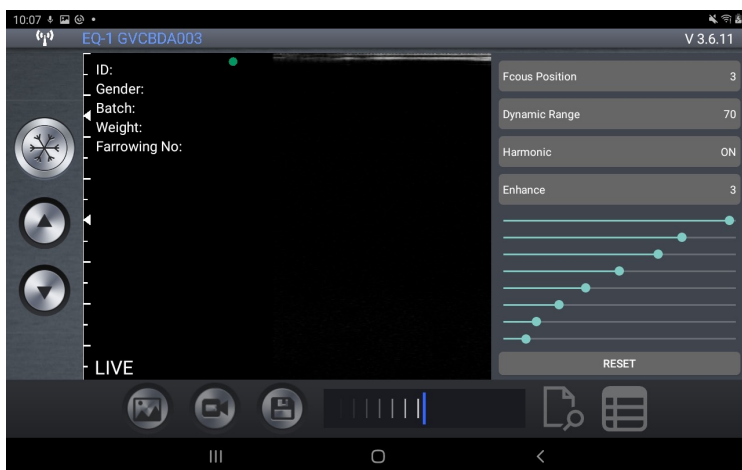 10:07
EQ-1 GVCBDA003
V 3.6.11
ID:
Gender:
Batch:
Weight:
Farrowing No:
Fcous Position 3
Dynamic Range 70
Harmonic ON
Enhance 3
RESET
LIVE